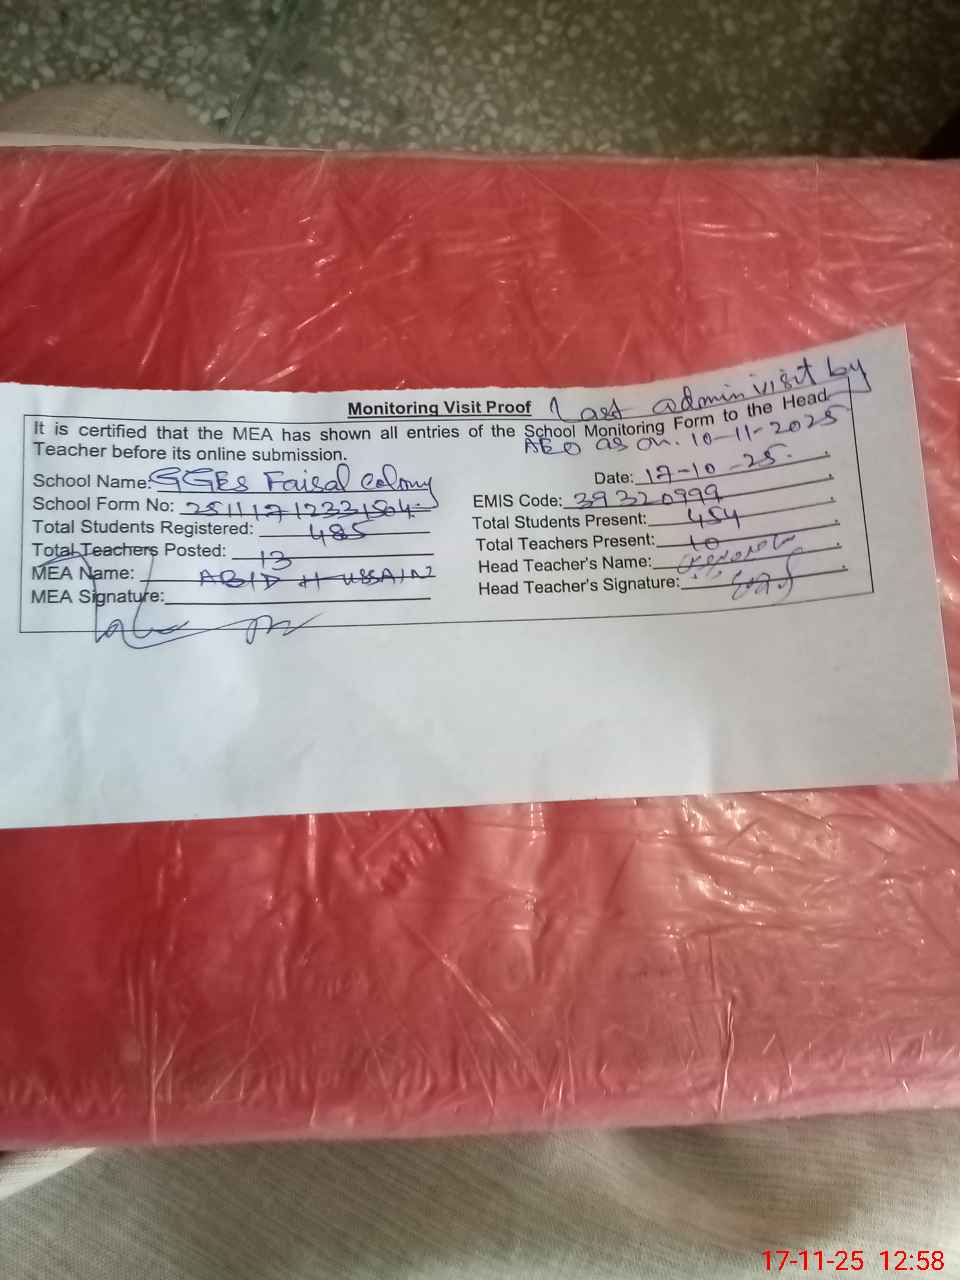 Monitoring Visit Proof Last admin visit by
AEO as on. 10-11-2025
It is certified that the MEA has shown all entries of the School Monitoring Form to the Head
Teacher before its online submission.
School Name: GGES Faisal Colony
Date: 17-10-25.
School Form No:
EMIS Code: 39320999
Total Students Registered: 485
Total Students Present: 454
Total Teachers Posted: 13
Total Teachers Present: 10
MEA Name: ABID HUSSAIN
Head Teacher's Name:
MEA Signature:
Head Teacher's Signature:
17-11-25 12:58